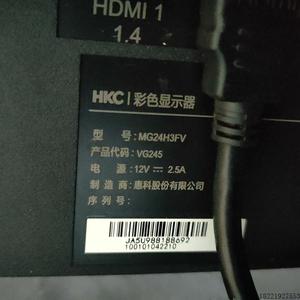 HDMI 1
1.4
HKC|彩色显示器
型 号:MG24H3FV
产品代码:VG245
电 源:12V⎓ 2.5A
制 造 商:惠科股份有限公司
序 列 号:
JA5U988188692
100101042210